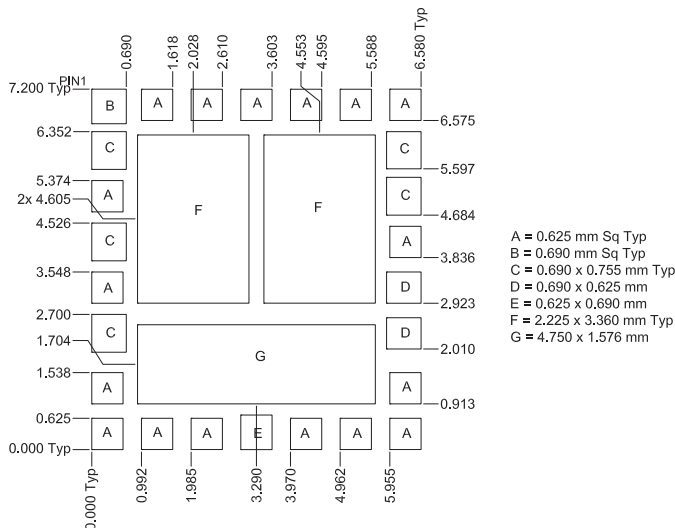 0.690
1.618
2.028
2.610
3.603
4.553
4.595
5.588
6.580 Typ
PIN1
7.200 Typ
B
A
A
A
A
A
A
6.575
6.352
C
C
5.597
5.374
2x 4.605
A
F
F
C
4.684
4.526
C
A
3.836
3.548
A
D
2.923
2.700
C
D
2.010
1.704
G
1.538
A
A
0.913
0.625
A
A
A
E
A
A
A
0.000 Typ
0.000 Typ
0.992
1.985
3.290
3.970
4.962
5.955
A = 0.625 mm Sq Typ
B = 0.690 mm Sq Typ
C = 0.690 x 0.755 mm Typ
D = 0.690 x 0.625 mm
E = 0.625 x 0.690 mm
F = 2.225 x 3.360 mm Typ
G = 4.750 x 1.576 mm